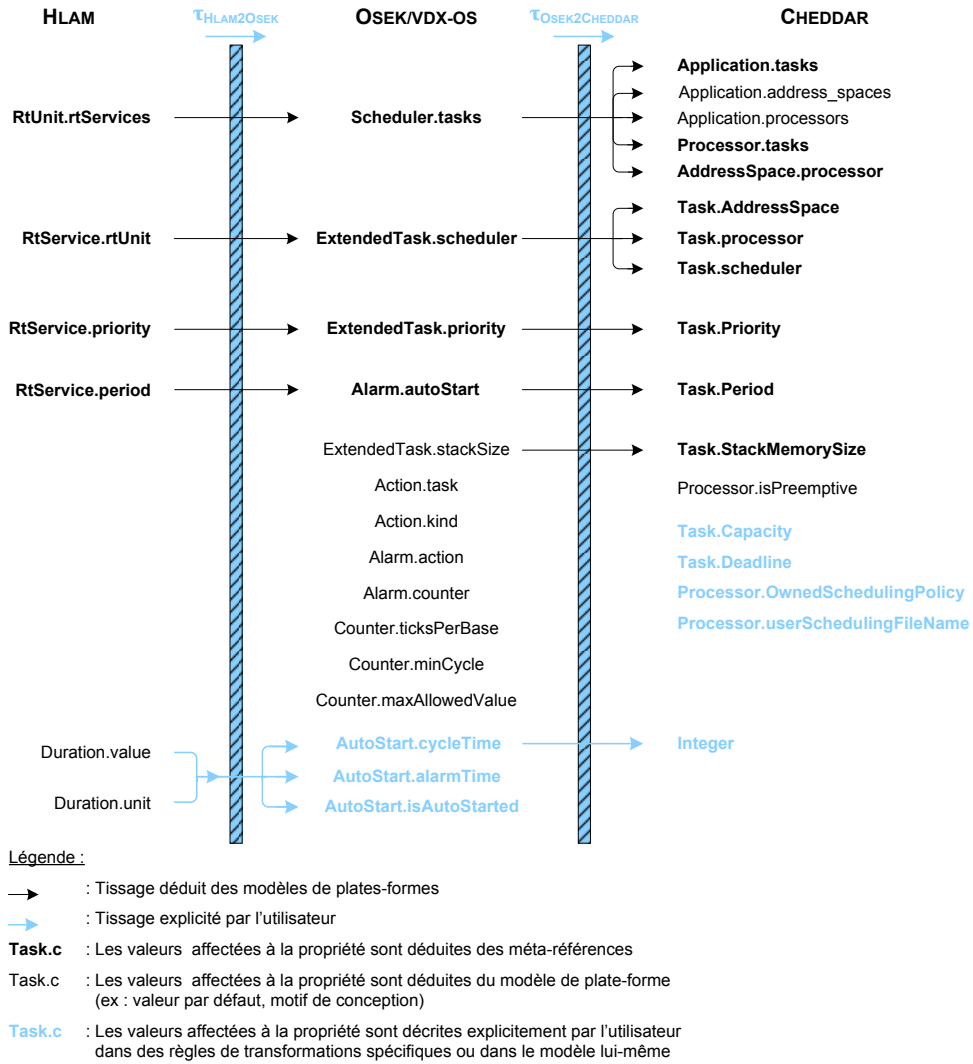 HLAM
τHLAM2OSEK
OSEK/VDX-OS
τOSEK2CHEDDAR
CHEDDAR
RtUnit.rtServices
Scheduler.tasks
Application.tasks
Application.address_spaces
Application.processors
Processor.tasks
AddressSpace.processor
RtService.rtUnit
ExtendedTask.scheduler
Task.AddressSpace
Task.processor
Task.scheduler
RtService.priority
ExtendedTask.priority
Task.Priority
RtService.period
Alarm.autoStart
Task.Period
ExtendedTask.stackSize
Task.StackMemorySize
Action.task
Processor.isPreemptive
Action.kind
Task.Capacity
Alarm.action
Task.Deadline
Alarm.counter
Processor.OwnedSchedulingPolicy
Counter.ticksPerBase
Processor.userSchedulingFileName
Counter.minCycle
Counter.maxAllowedValue
Duration.value
AutoStart.cycleTime
Integer
AutoStart.alarmTime
Duration.unit
AutoStart.isAutoStarted
Légende :
: Tissage déduit des modèles de plates-formes
: Tissage explicité par l'utilisateur
Task.c : Les valeurs affectées à la propriété sont déduites des méta-références
Task.c : Les valeurs affectées à la propriété sont déduites du modèle de plate-forme
(ex : valeur par défaut, motif de conception)
Task.c : Les valeurs affectées à la propriété sont décrites explicitement par l'utilisateur
dans des règles de transformations spécifiques ou dans le modèle lui-même